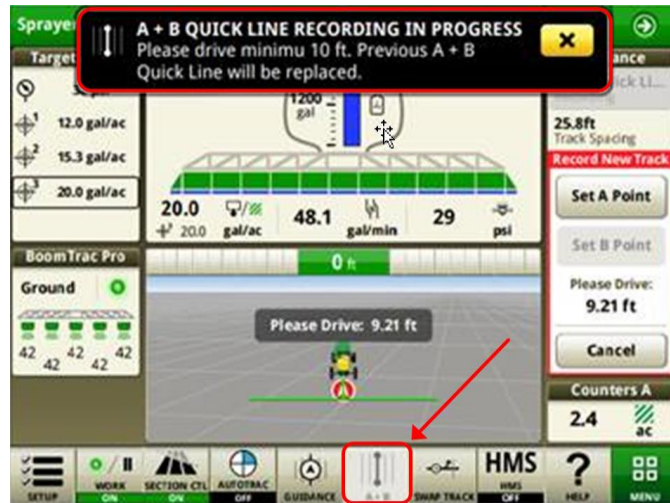 Spraye
A + B QUICK LINE RECORDING IN PROGRESS
Please drive minimu 10 ft. Previous A + B
Quick Line will be replaced.
Target
12.0 gal/ac
15.3 gal/ac
20.0 gal/ac
1200
gal
20.0
20.0
gal/ac
48.1
gal/min
29
psi
BoomTrac Pro
Ground
42 42 42 42 42
0 ft
Please Drive: 9.21 ft
ance
ick Li...
25.8ft
Track Spacing
Record New Track
Set A Point
Set B Point
Please Drive:
9.21 ft
Cancel
Counters A
2.4
ac
SETUP
WORK
ON
SECTION CTL
ON
AUTOTRAC
OFF
GUIDANCE
A+B
SWAP TRACK
HMS
HMS
OFF
?
HELP
MENU